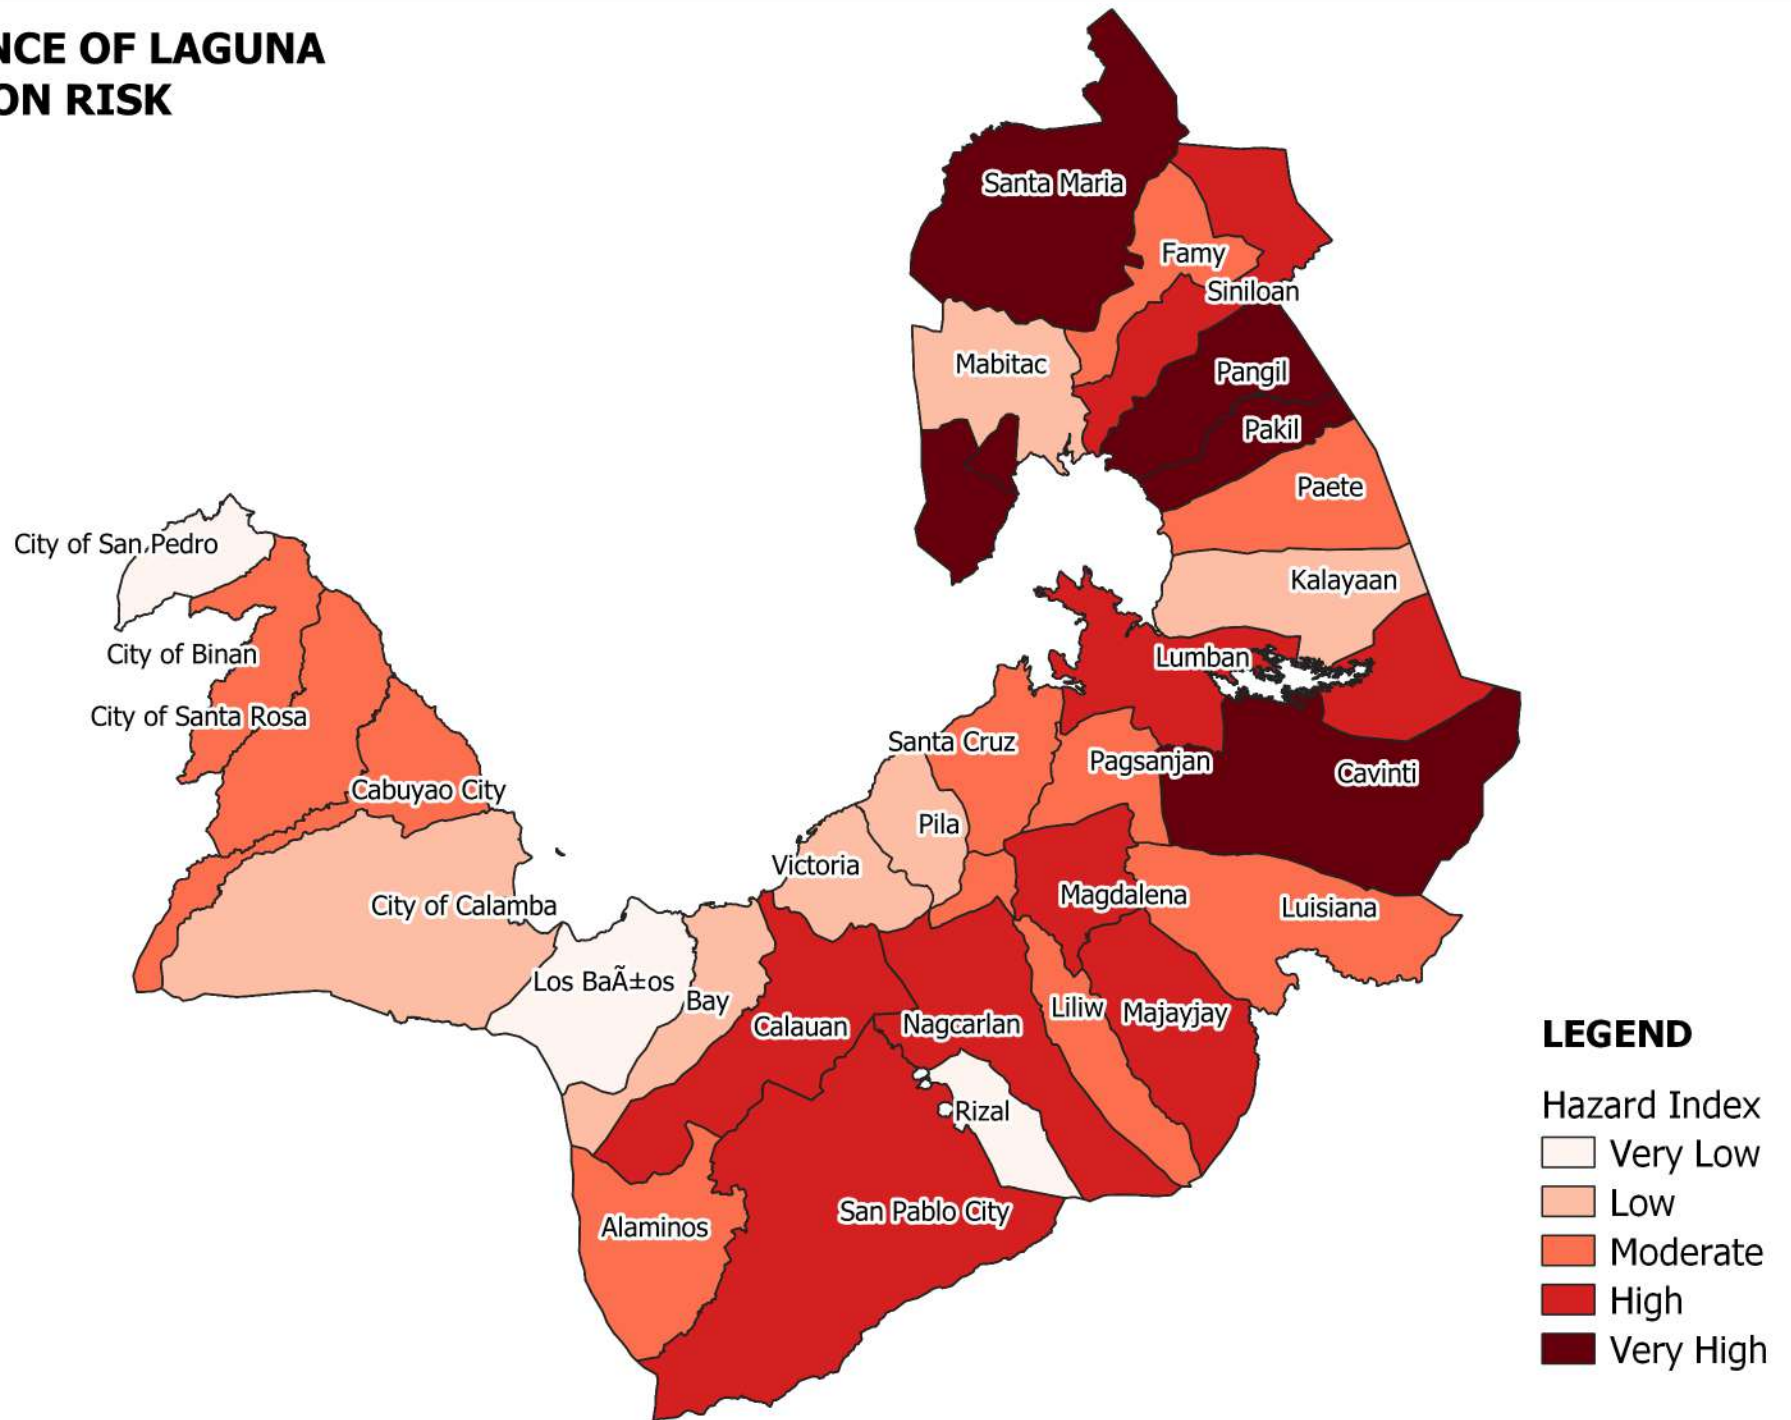 NCE OF LAGUNA
ON RISK
Santa Maria
Famy
Siniloan
Mabitac
Pangil
Pakil
Paete
City of San Pedro
Kalayaan
City of Binan
Lumban
City of Santa Rosa
Santa Cruz
Pagsanjan
Cavinti
Cabuyao City
Pila
Victoria
Magdalena
City of Calamba
Luisiana
Los BaÃ±os
Bay
Liliw
Majayjay
Calauan
Nagcarlan
Rizal
San Pablo City
Alaminos
LEGEND
Hazard Index
Very Low
Low
Moderate
High
Very High